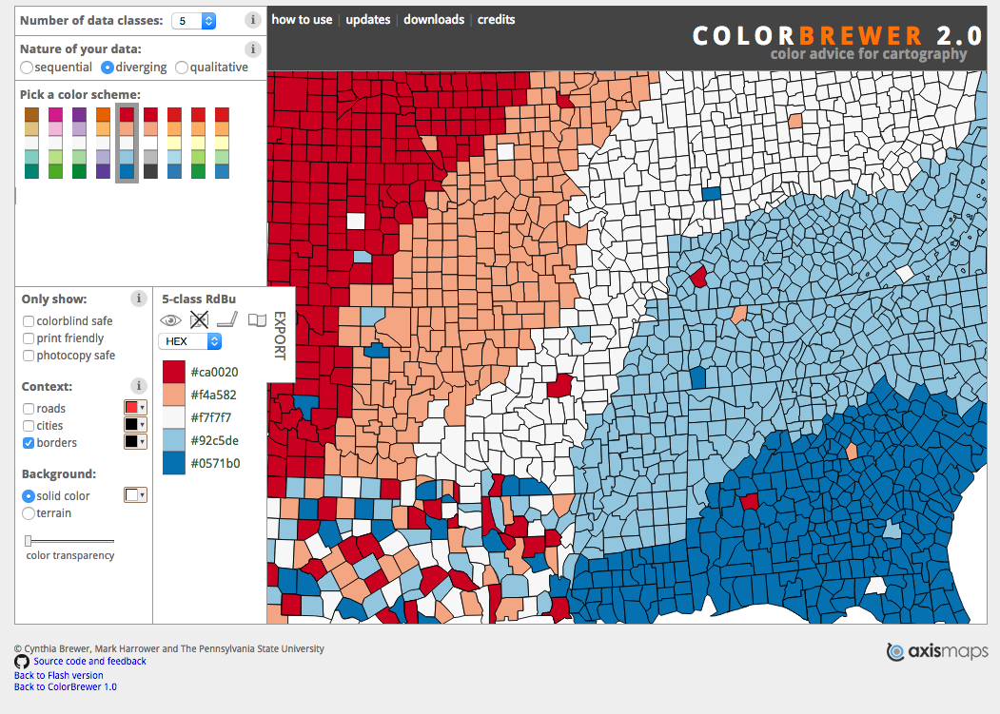 Number of data classes: 5 i
how to use | updates | downloads | credits
COLORBREWER 2.0
color advice for cartography
Nature of your data: i
sequential diverging qualitative
Pick a color scheme:
Only show: i
colorblind safe
print friendly
photocopy safe
Context: i
roads
cities
borders
Background:
solid color
terrain
color transparency
5-class RdBu
HEX
EXPORT
#ca0020
#f4a582
#f7f7f7
#92c5de
#0571b0
© Cynthia Brewer, Mark Harrower and The Pennsylvania State University
Source code and feedback
Back to Flash version
Back to ColorBrewer 1.0
axismaps